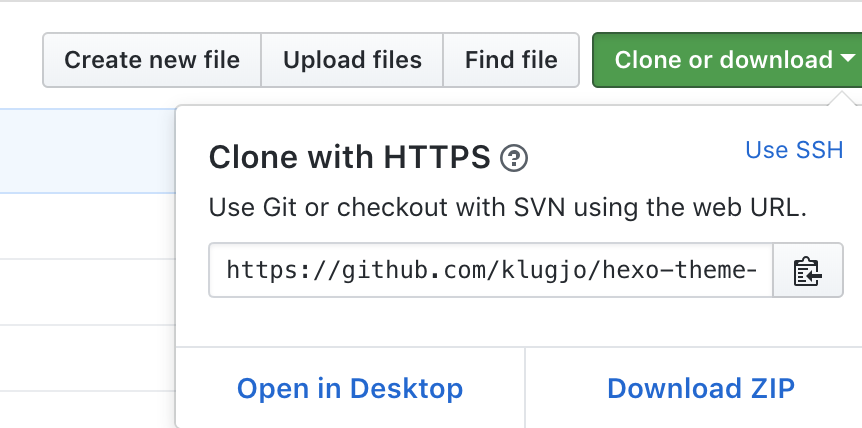 Create new file Upload files Find file Clone or download
Clone with HTTPS ?
Use SSH
Use Git or checkout with SVN using the web URL.
https://github.com/klugjo/hexo-theme-
Open in Desktop Download ZIP